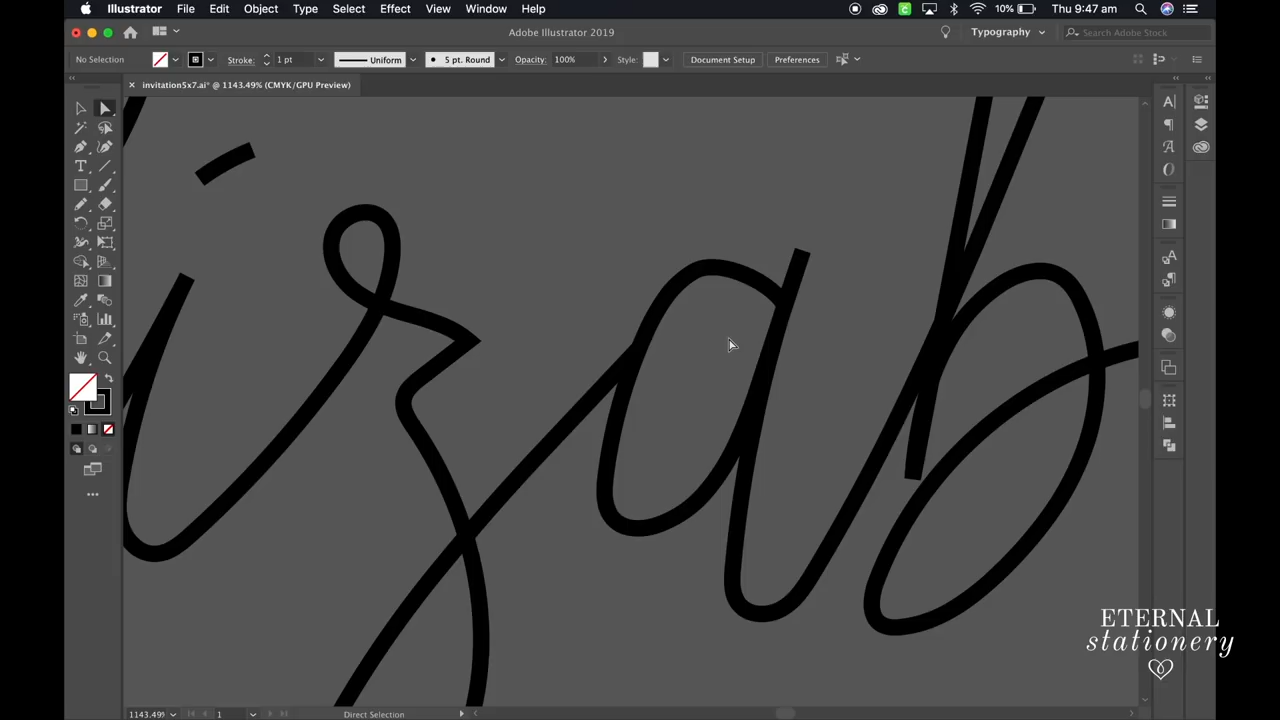 Illustrator File Edit Object Type Select Effect View Window Help 10% Thu 9:47 am
Adobe Illustrator 2019 Typography Search Adobe Stock
No Selection Stroke: 1 pt Uniform 5 pt. Round Opacity: 100% Style: Document Setup Preferences
× invitation5x7.ai* @ 1143.49% (CMYK/GPU Preview)
izab
ETERNAL
stationery
1143.49% 1 Direct Selection